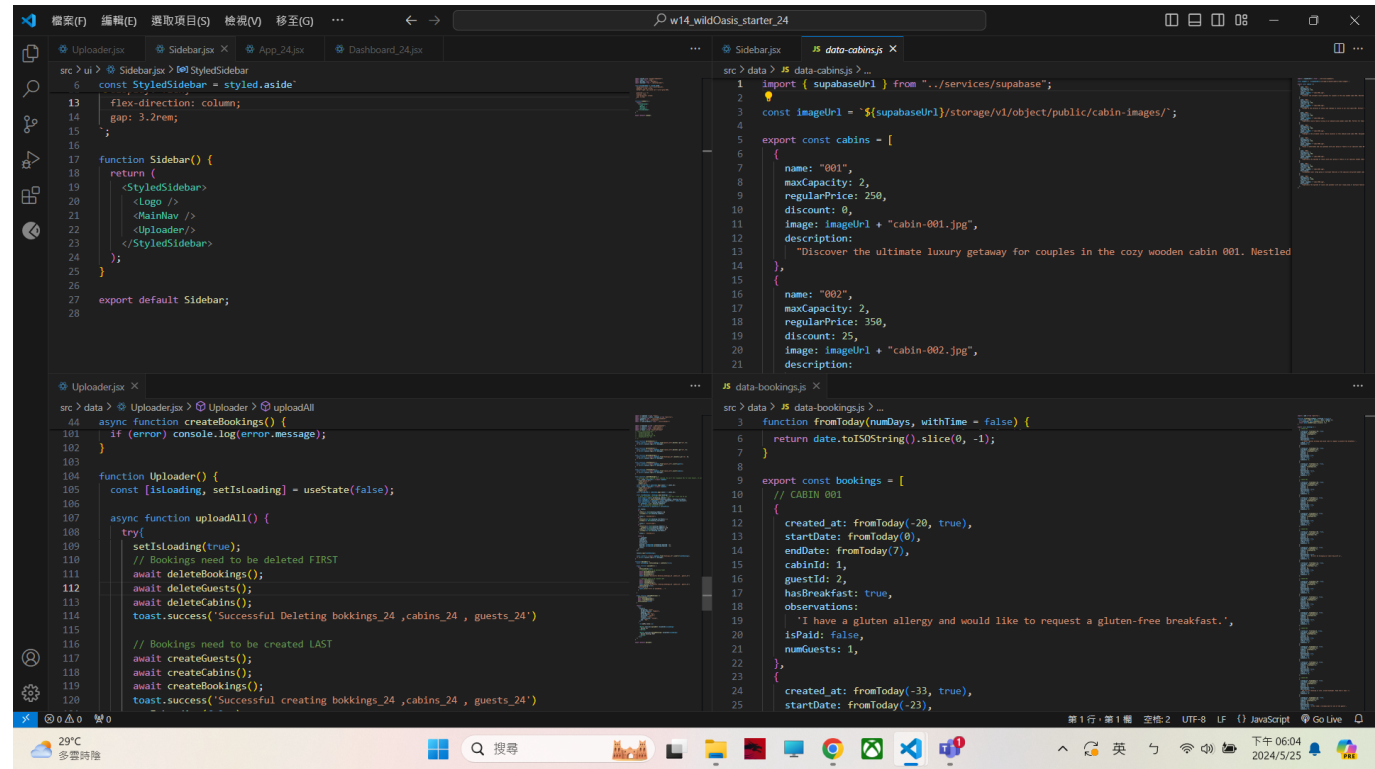 檔案(F) 編輯(E) 選取項目(S) 檢視(V) 移至(G) ··· w14_wildOasis_starter_24
Uploader.jsx Sidebar.jsx App_24.jsx Dashboard_24.jsx
src > ui > Sidebar.jsx > StyledSidebar
6 const StyledSidebar = styled.aside`
13 flex-direction: column;
14 gap: 3.2rem;
15 `;
16
17 function Sidebar() {
18 return (
19 <StyledSidebar>
20 <Logo />
21 <MainNav />
22 <Uploader/>
23 </StyledSidebar>
24 );
25 }
26
27 export default Sidebar;
28
Sidebar.jsx JS data-cabins.js
src > data > JS data-cabins.js > ...
1 import { supabaseUrl } from "../services/supabase";
2
3 const imageUrl = `${supabaseUrl}/storage/v1/object/public/cabin-images/`;
4
5 export const cabins = [
6 {
7 name: "001",
8 maxCapacity: 2,
9 regularPrice: 250,
10 discount: 0,
11 image: imageUrl + "cabin-001.jpg",
12 description:
13 "Discover the ultimate luxury getaway for couples in the cozy wooden cabin 001. Nestled
14 },
15 {
16 name: "002",
17 maxCapacity: 2,
18 regularPrice: 350,
19 discount: 25,
20 image: imageUrl + "cabin-002.jpg",
21 description:
Uploader.jsx
src > data > Uploader.jsx > Uploader > uploadAll
44 async function createBookings() {
101 if (error) console.log(error.message);
102 }
103
104 function Uploader() {
105 const [isLoading, setIsLoading] = useState(false);
106
107 async function uploadAll() {
108 try{
109 setIsLoading(true);
110 // Bookings need to be deleted FIRST
111 await deleteBookings();
112 await deleteGuests();
113 await deleteCabins();
114 toast.success('Successful Deleting bokkings_24 ,cabins_24 , guests_24')
115
116 // Bookings need to be created LAST
117 await createGuests();
118 await createCabins();
119 await createBookings();
120 toast.success('Successful creating bokkings_24 ,cabins_24 , guests_24')
JS data-bookings.js
src > data > JS data-bookings.js > ...
3 function fromToday(numDays, withTime = false) {
6 return date.toISOString().slice(0, -1);
7 }
8
9 export const bookings = [
10 // CABIN 001
11 {
12 created_at: fromToday(-20, true),
13 startDate: fromToday(0),
14 endDate: fromToday(7),
15 cabinId: 1,
16 guestId: 2,
17 hasBreakfast: true,
18 observations:
19 'I have a gluten allergy and would like to request a gluten-free breakfast.',
20 isPaid: false,
21 numGuests: 1,
22 },
23 {
24 created_at: fromToday(-33, true),
25 startDate: fromToday(-23),
0 0 0 第 1 行,第 1 欄 空格: 2 UTF-8 LF {} JavaScript Go Live
29°C
多雲時陰
搜尋
英 ㄅ
下午 06:04
2024/5/25
PRE